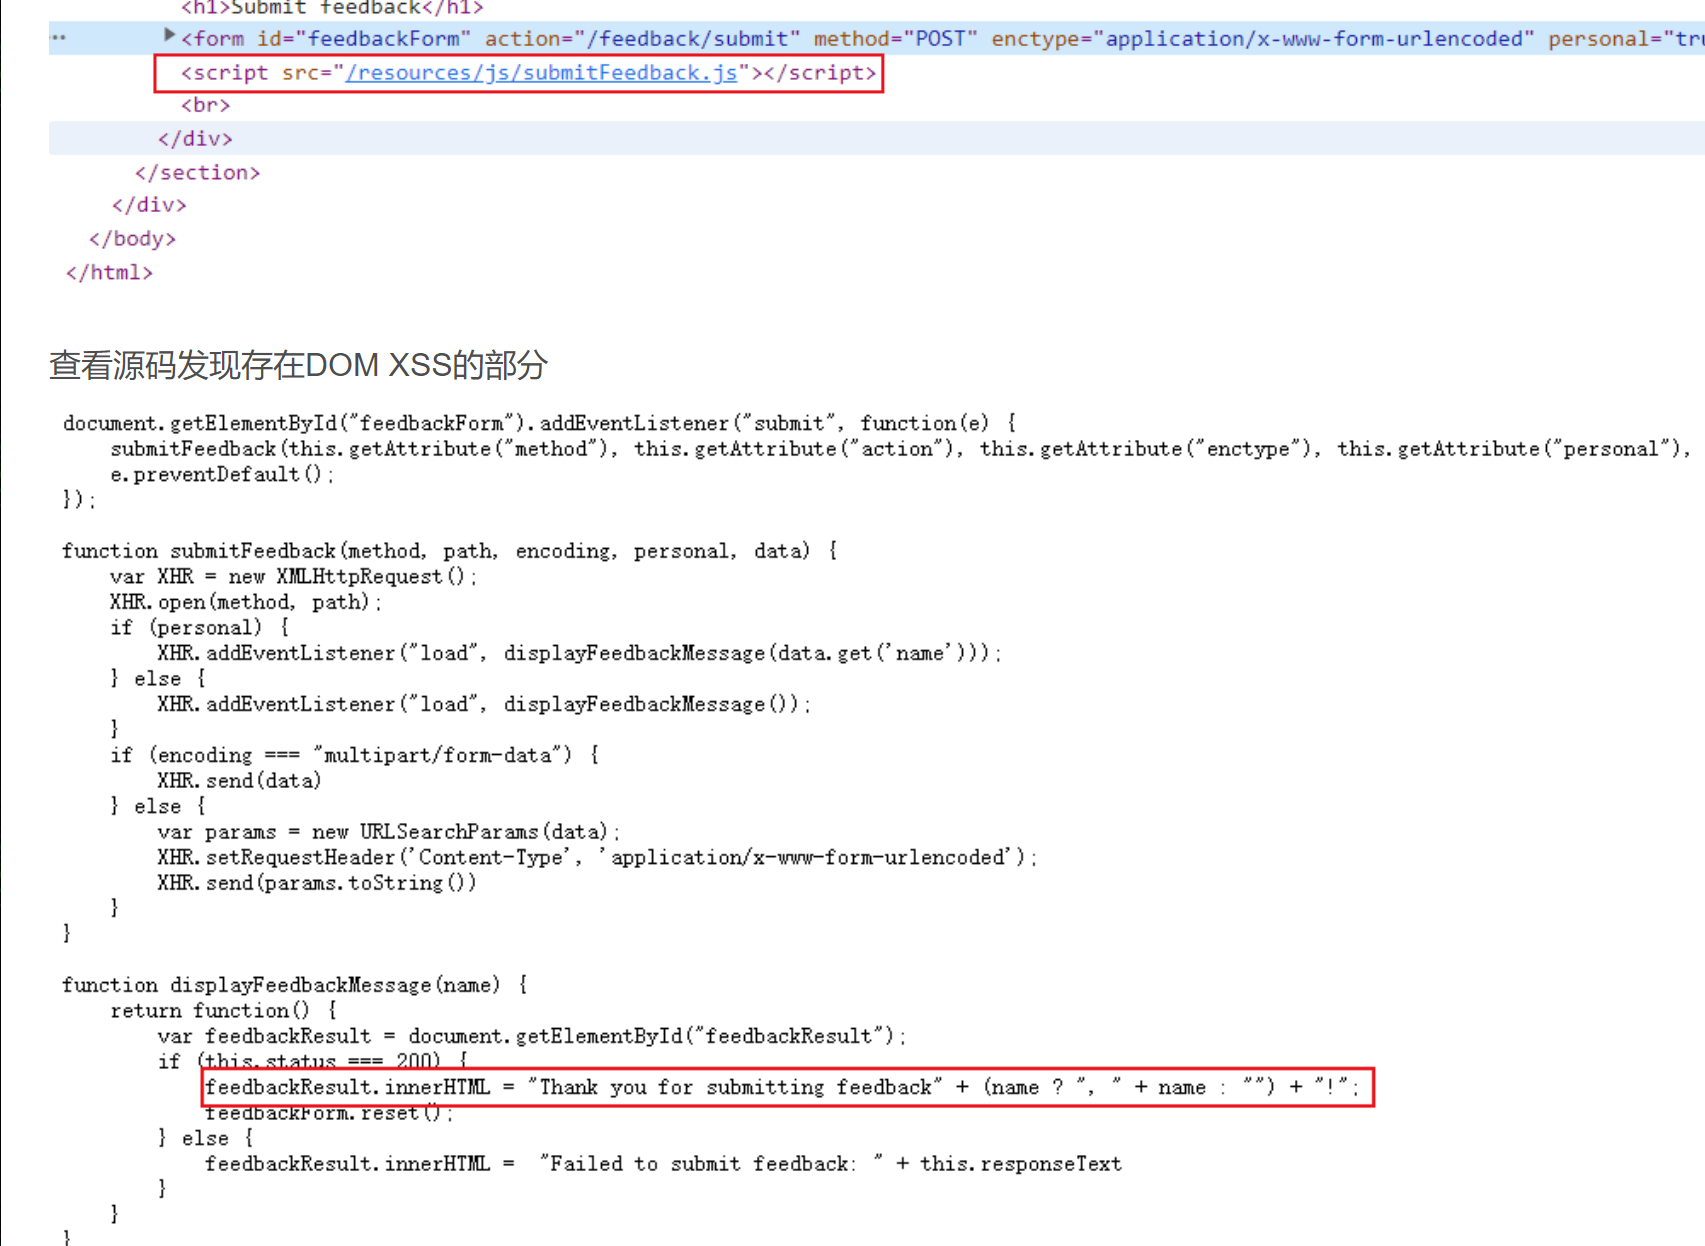 <h1>Submit feedback</h1>
<form id="feedbackForm" action="/feedback/submit" method="POST" enctype="application/x-www-form-urlencoded" personal="tru
<script src="/resources/js/submitFeedback.js"></script>
<br>
</div>
</section>
</div>
</body>
</html>
查看源码发现存在DOM XSS的部分
document.getElementById("feedbackForm").addEventListener("submit", function(e) {
    submitFeedback(this.getAttribute("method"), this.getAttribute("action"), this.getAttribute("enctype"), this.getAttribute("personal"),
    e.preventDefault();
});
function submitFeedback(method, path, encoding, personal, data) {
    var XHR = new XMLHttpRequest();
    XHR.open(method, path);
    if (personal) {
        XHR.addEventListener("load", displayFeedbackMessage(data.get('name')));
    } else {
        XHR.addEventListener("load", displayFeedbackMessage());
    }
    if (encoding === "multipart/form-data") {
        XHR.send(data)
    } else {
        var params = new URLSearchParams(data);
        XHR.setRequestHeader('Content-Type', 'application/x-www-form-urlencoded');
        XHR.send(params.toString())
    }
}
function displayFeedbackMessage(name) {
    return function() {
        var feedbackResult = document.getElementById("feedbackResult");
        if (this.status === 200) {
            feedbackResult.innerHTML = "Thank you for submitting feedback" + (name ? ", " + name : "") + "!";
            feedbackForm.reset();
        } else {
            feedbackResult.innerHTML =  "Failed to submit feedback: " + this.responseText
        }
    }
}